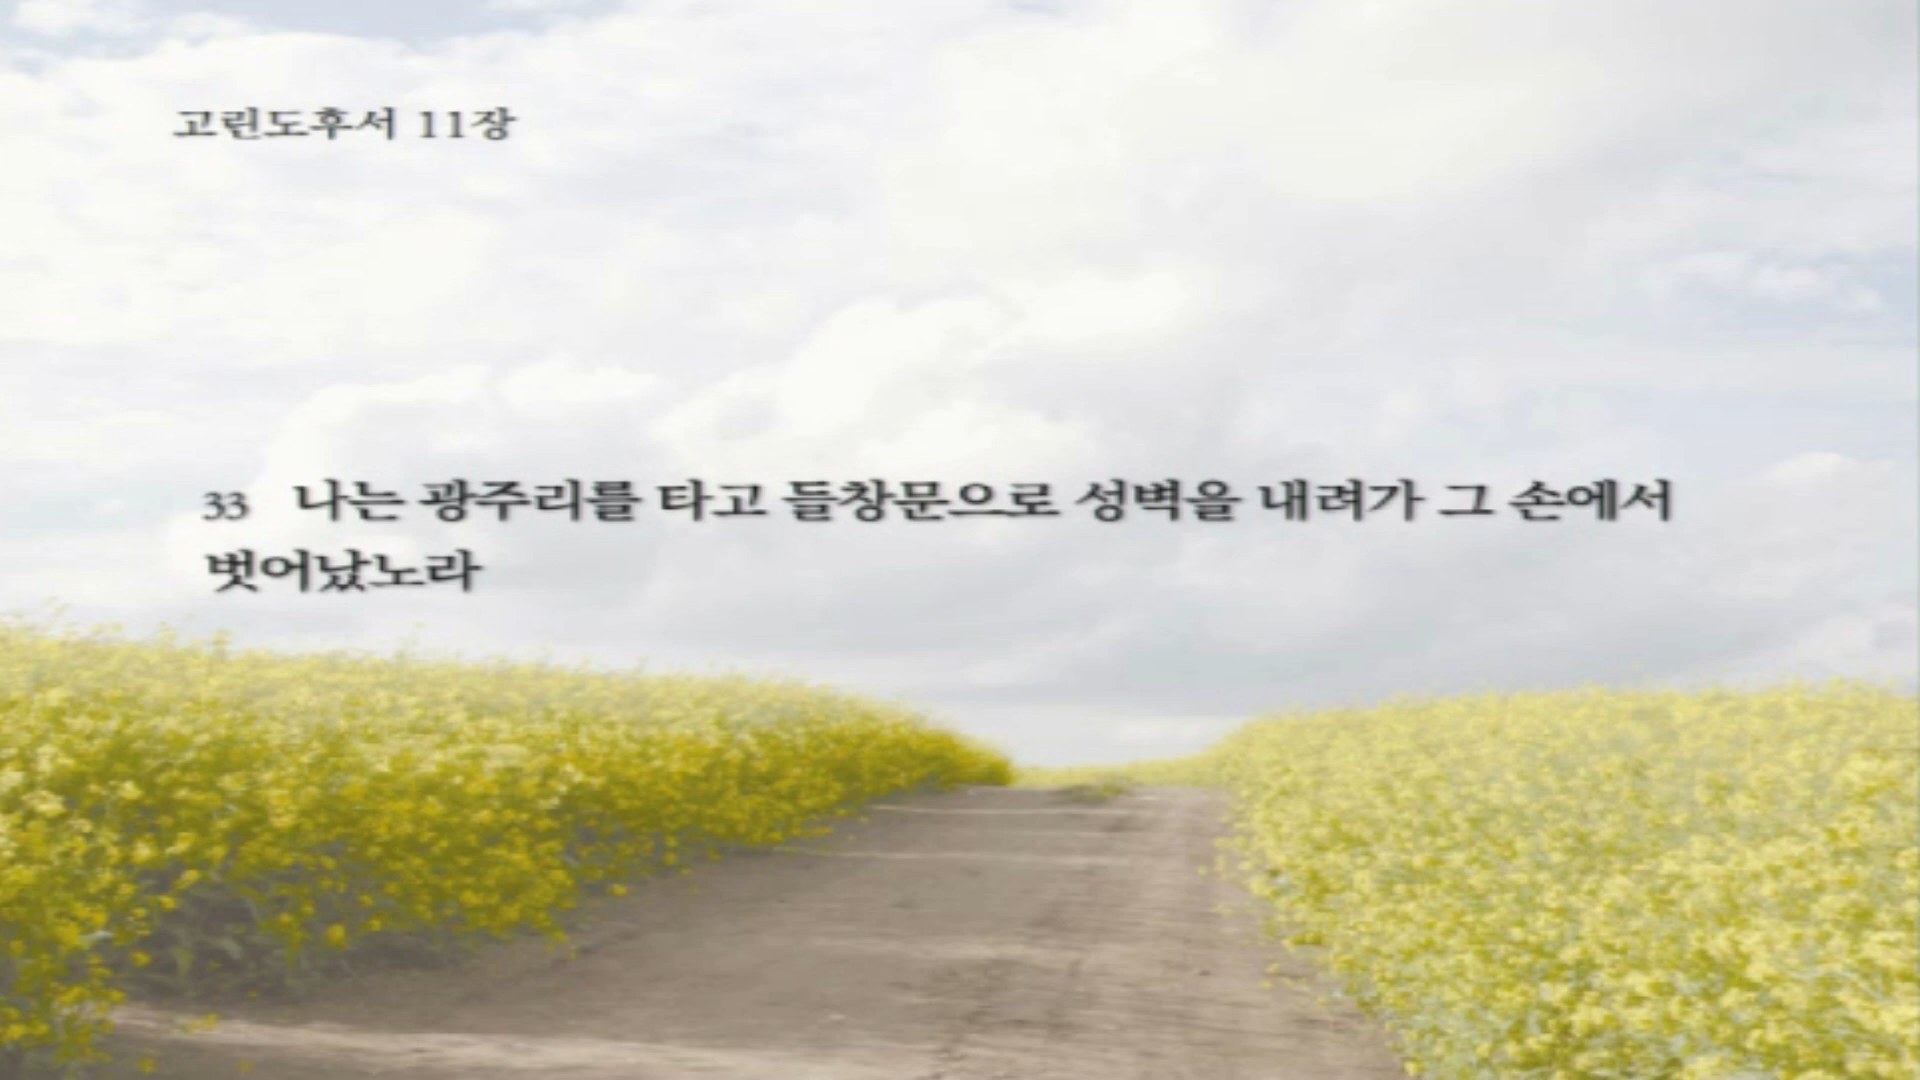 고린도후서 11장
33 나는 광주리를 타고 들창문으로 성벽을 내려가 그 손에서
벗어났노라